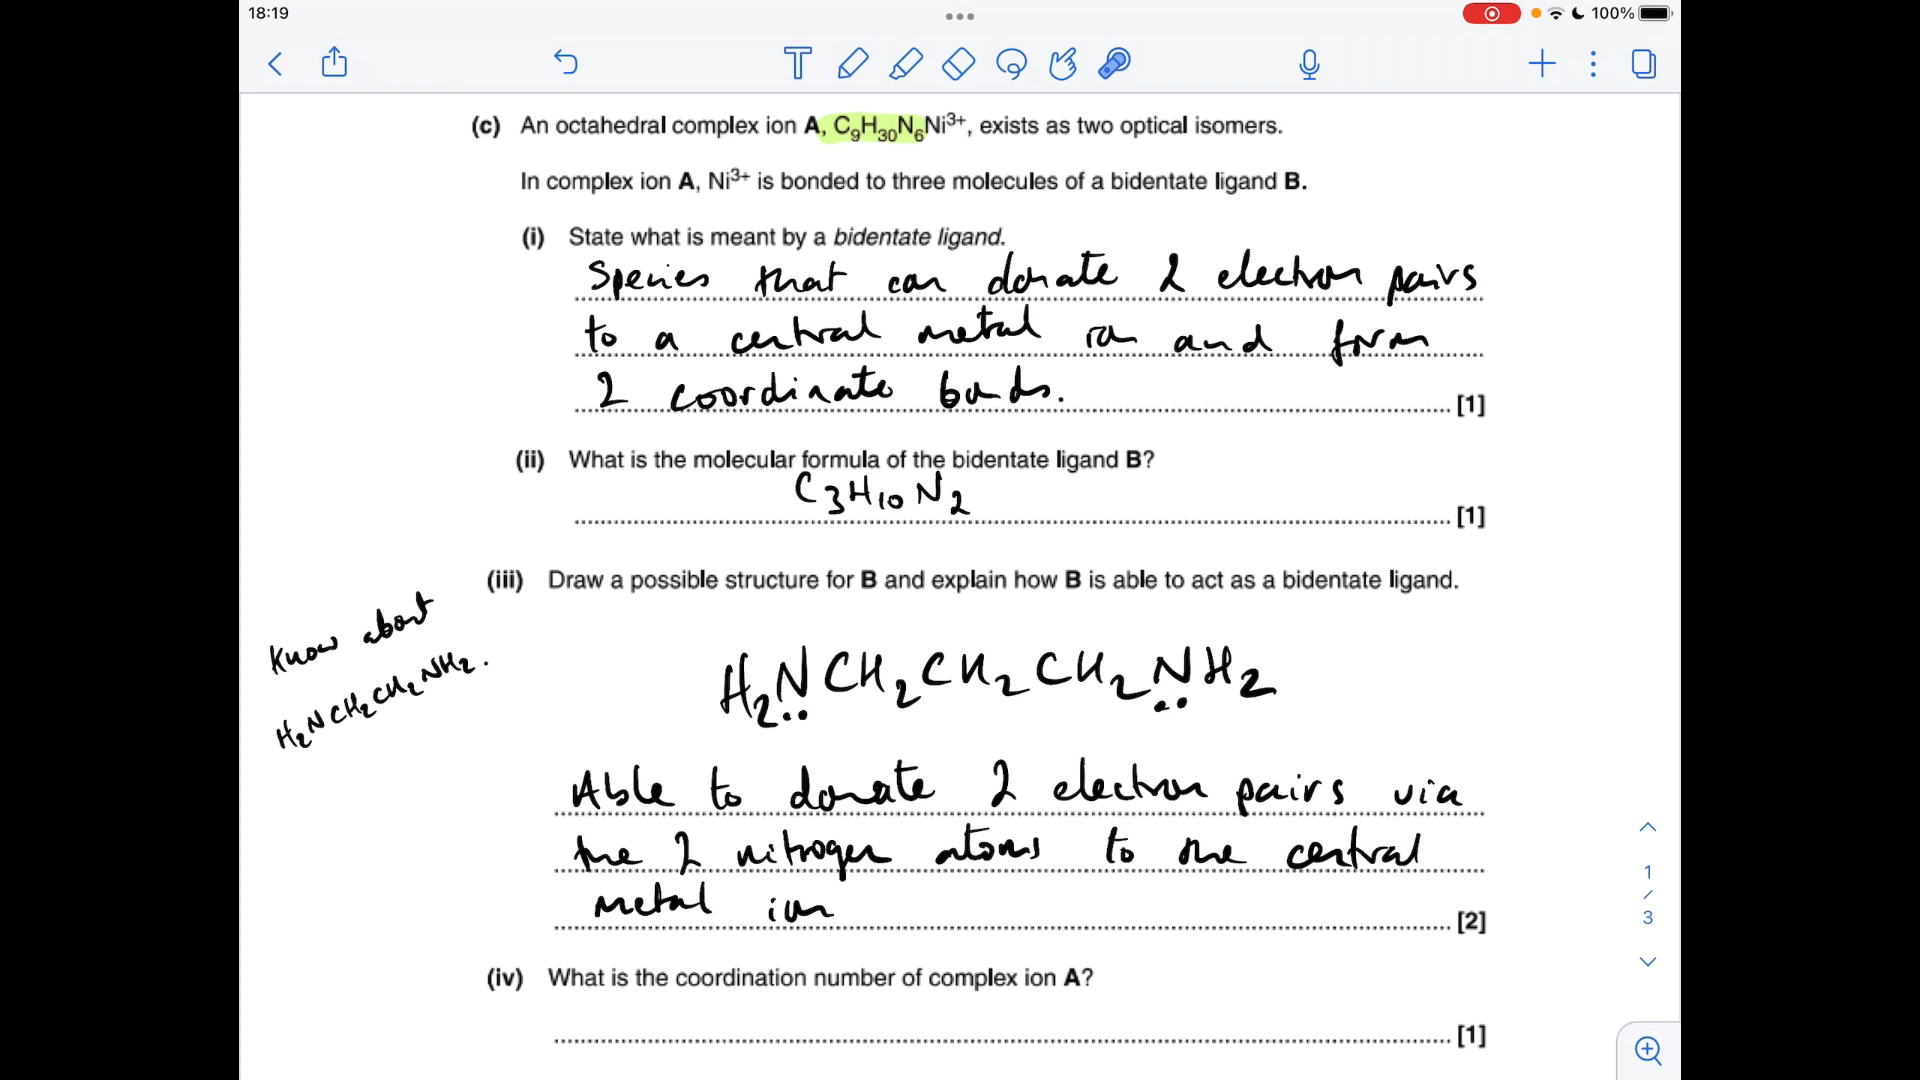 18:19
100%
(c) An octahedral complex ion A, C₉H₃₀N₆Ni³⁺, exists as two optical isomers.
In complex ion A, Ni³⁺ is bonded to three molecules of a bidentate ligand B.
(i) State what is meant by a bidentate ligand.
Species that can donate 2 electron pairs
to a central metal ion and form
2 coordinate bonds.
[1]
(ii) What is the molecular formula of the bidentate ligand B?
C₃H₁₀N₂
[1]
(iii) Draw a possible structure for B and explain how B is able to act as a bidentate ligand.
Know about
H₂NCH₂CH₂NH₂.
H₂NCH₂CH₂CH₂NH₂
Able to donate 2 electron pairs via
the 2 nitrogen atoms to the central
metal ion
[2]
(iv) What is the coordination number of complex ion A?
[1]
1
/
3